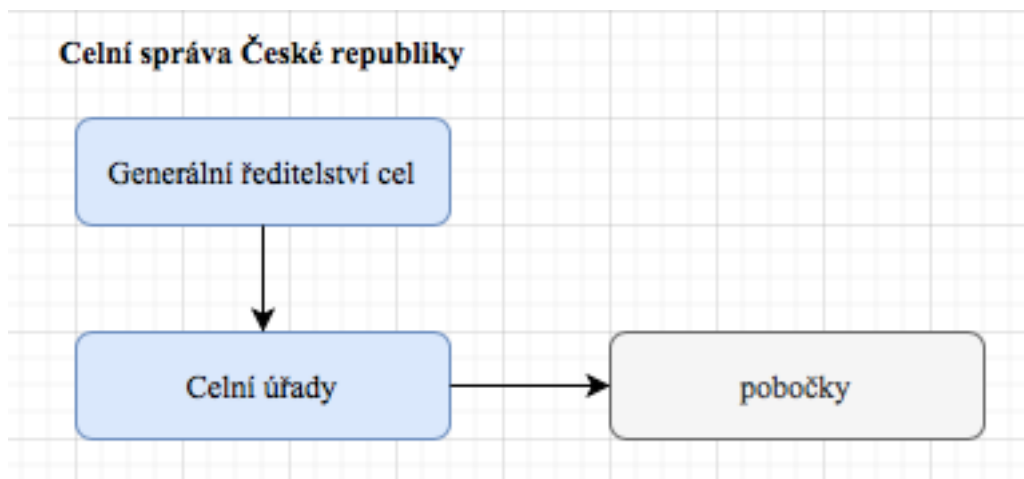 Celní správa České republiky
Generální ředitelství cel
Celní úřady
pobočky